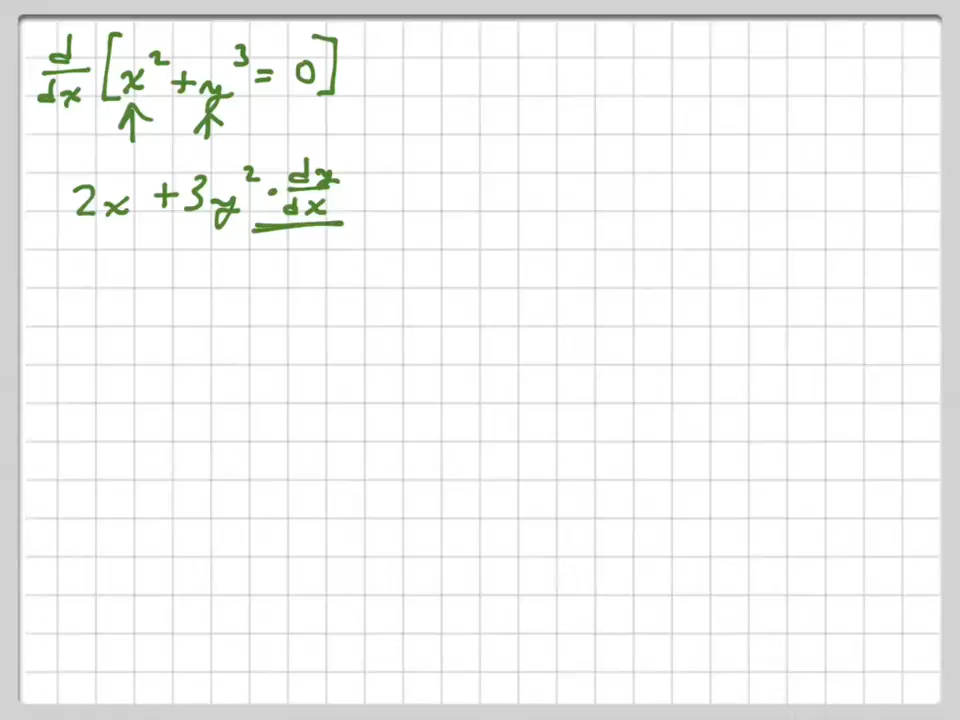 d/dx [x² + y³ = 0]
2x + 3y² · dy/dx